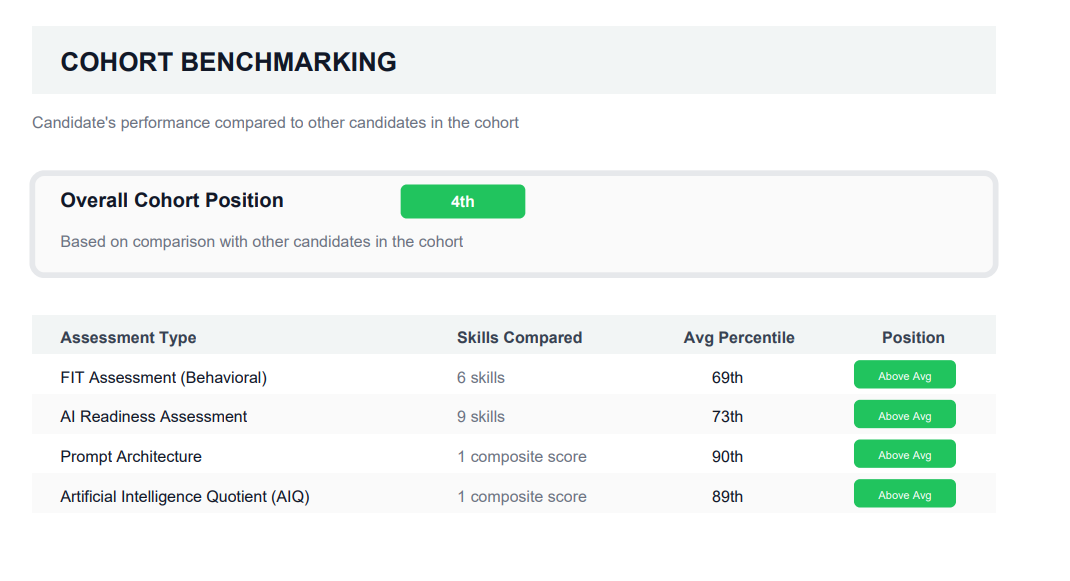 COHORT BENCHMARKING
Candidate's performance compared to other candidates in the cohort
Overall Cohort Position 4th
Based on comparison with other candidates in the cohort
Assessment Type Skills Compared Avg Percentile Position
FIT Assessment (Behavioral) 6 skills 69th Above Avg
AI Readiness Assessment 9 skills 73th Above Avg
Prompt Architecture 1 composite score 90th Above Avg
Artificial Intelligence Quotient (AIQ) 1 composite score 89th Above Avg